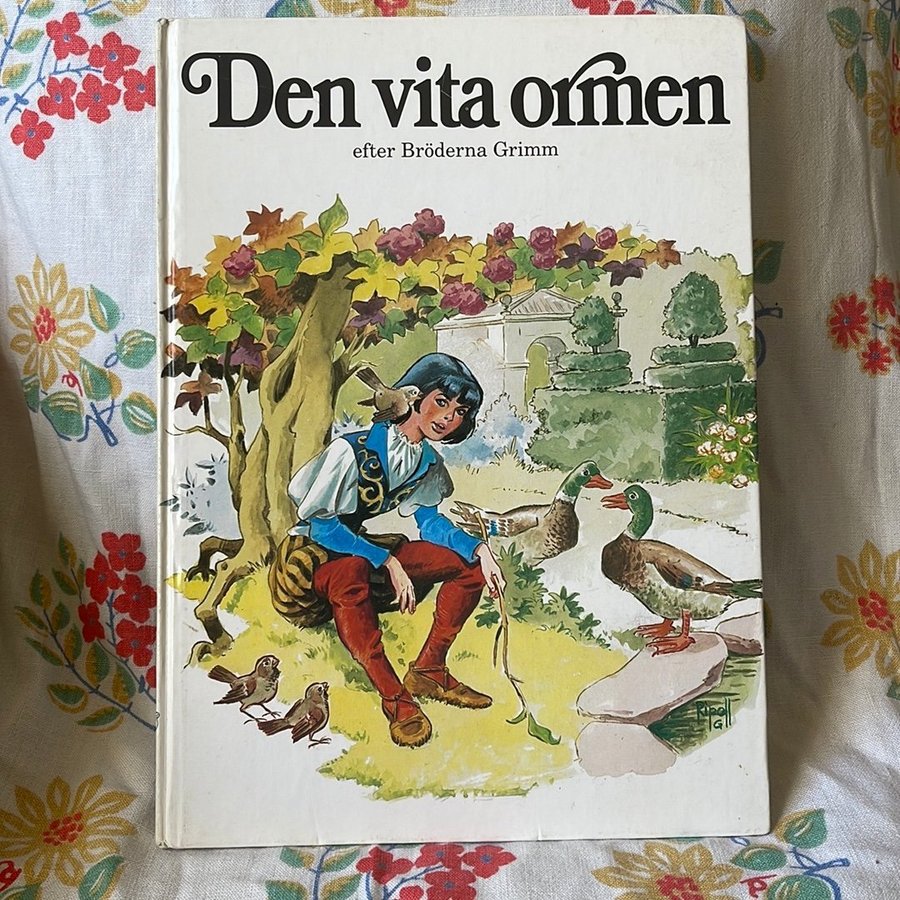 Den vita ormen
efter Bröderna Grimm
Ripoll
G